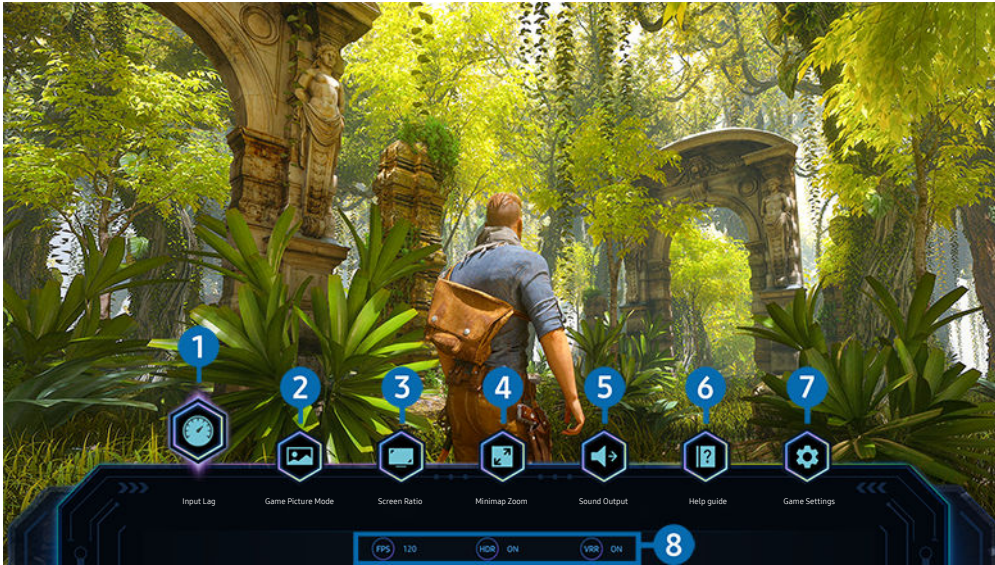 1
2
3
4
5
6
7
?
Input Lag
Game Picture Mode
Screen Ratio
Minimap Zoom
Sound Output
Help guide
Game Settings
FPS 120 HDR ON VRR ON
8